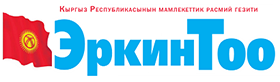 Кыргыз Республикасынын мамлекеттик расмий гезити
ЭркинТоо